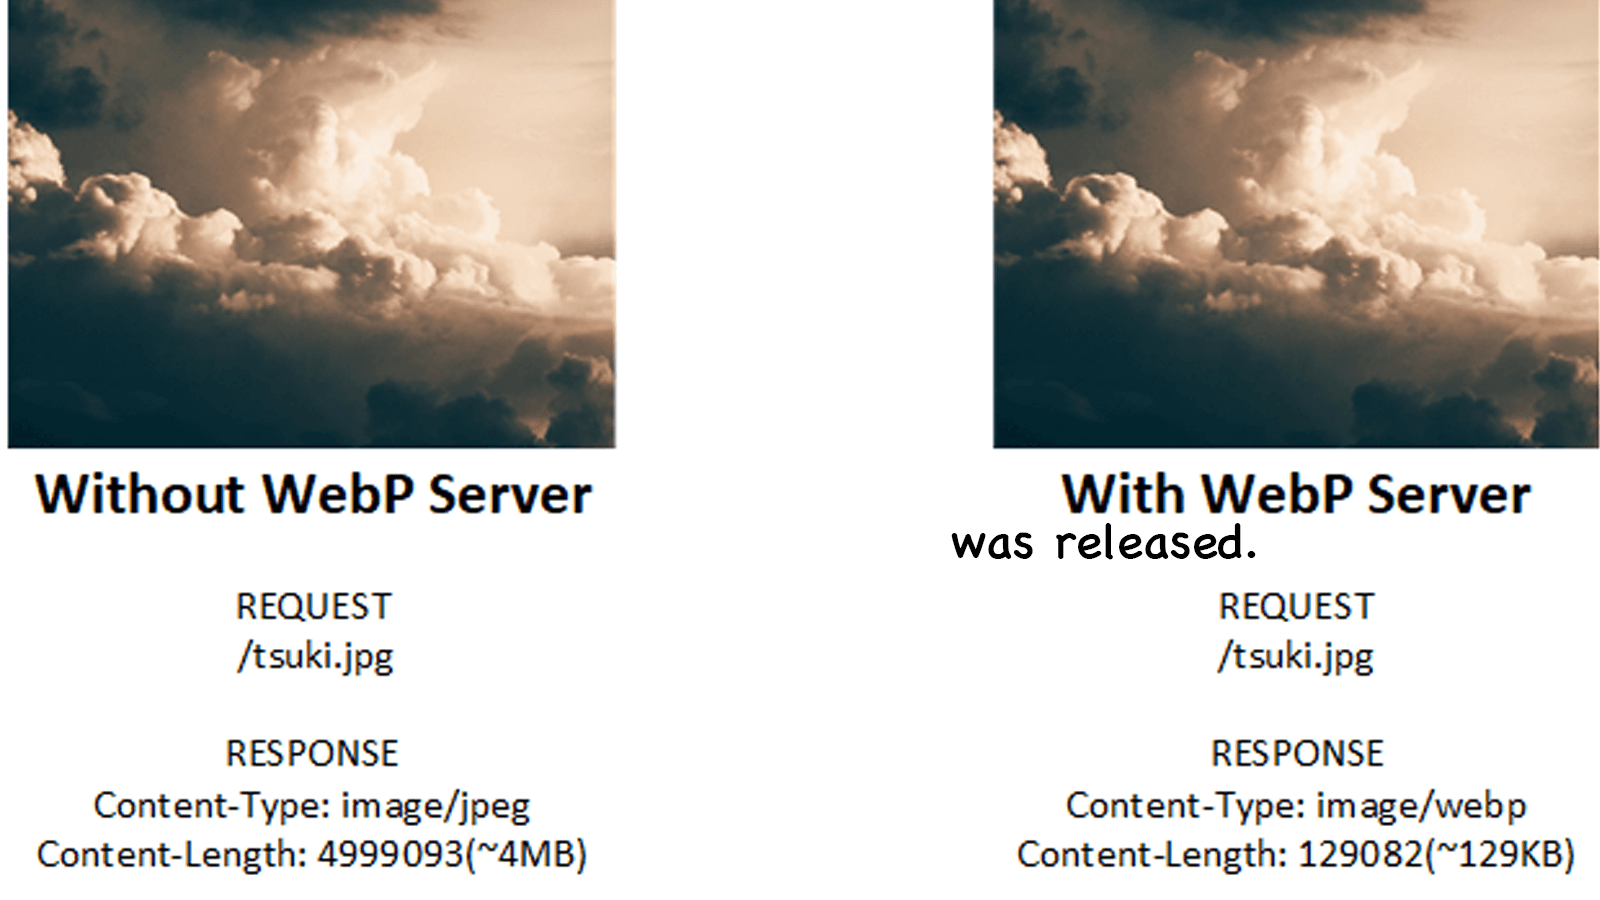 Without WebP Server
REQUEST
/tsuki.jpg
RESPONSE
Content-Type: image/jpeg
Content-Length: 4999093(~4MB)
With WebP Server
was released.
REQUEST
/tsuki.jpg
RESPONSE
Content-Type: image/webp
Content-Length: 129082(~129KB)